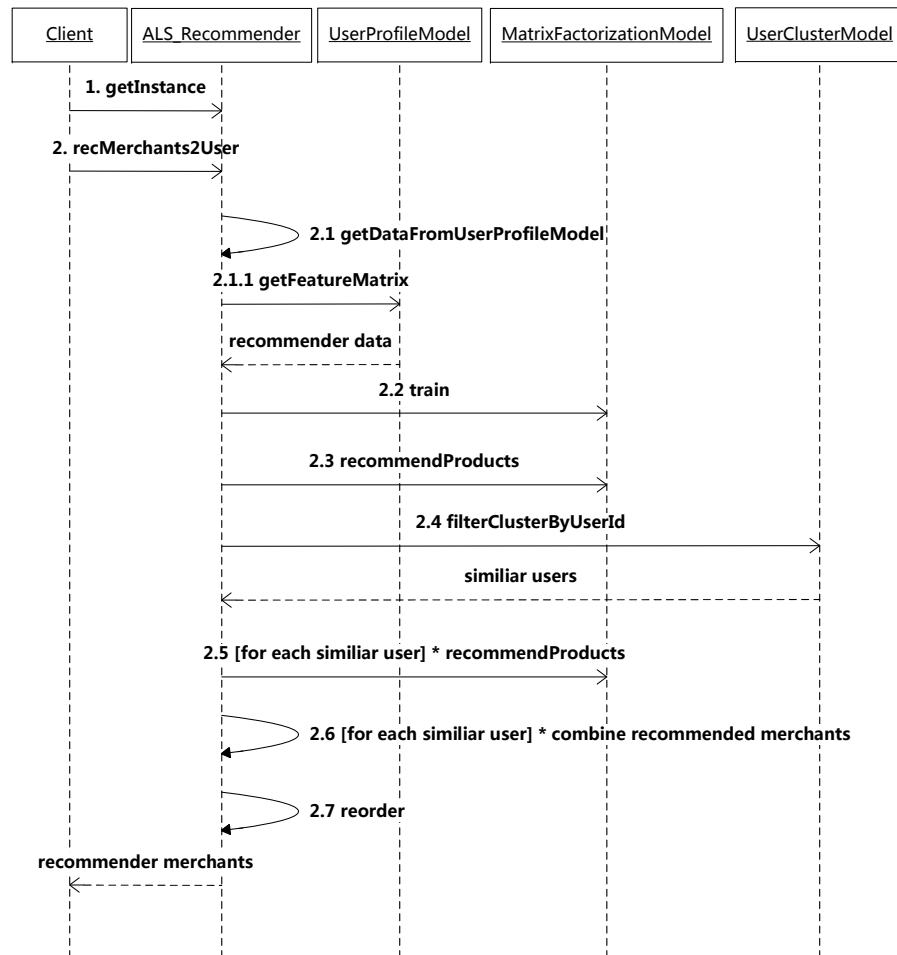 Client
ALS_Recommender
UserProfileModel
MatrixFactorizationModel
UserClusterModel
1. getInstance
2. recMerchants2User
2.1 getDataFromUserProfileModel
2.1.1 getFeatureMatrix
recommender data
2.2 train
2.3 recommendProducts
2.4 filterClusterByUserId
similiar users
2.5 [for each similiar user] * recommendProducts
2.6 [for each similiar user] * combine recommended merchants
2.7 reorder
recommender merchants